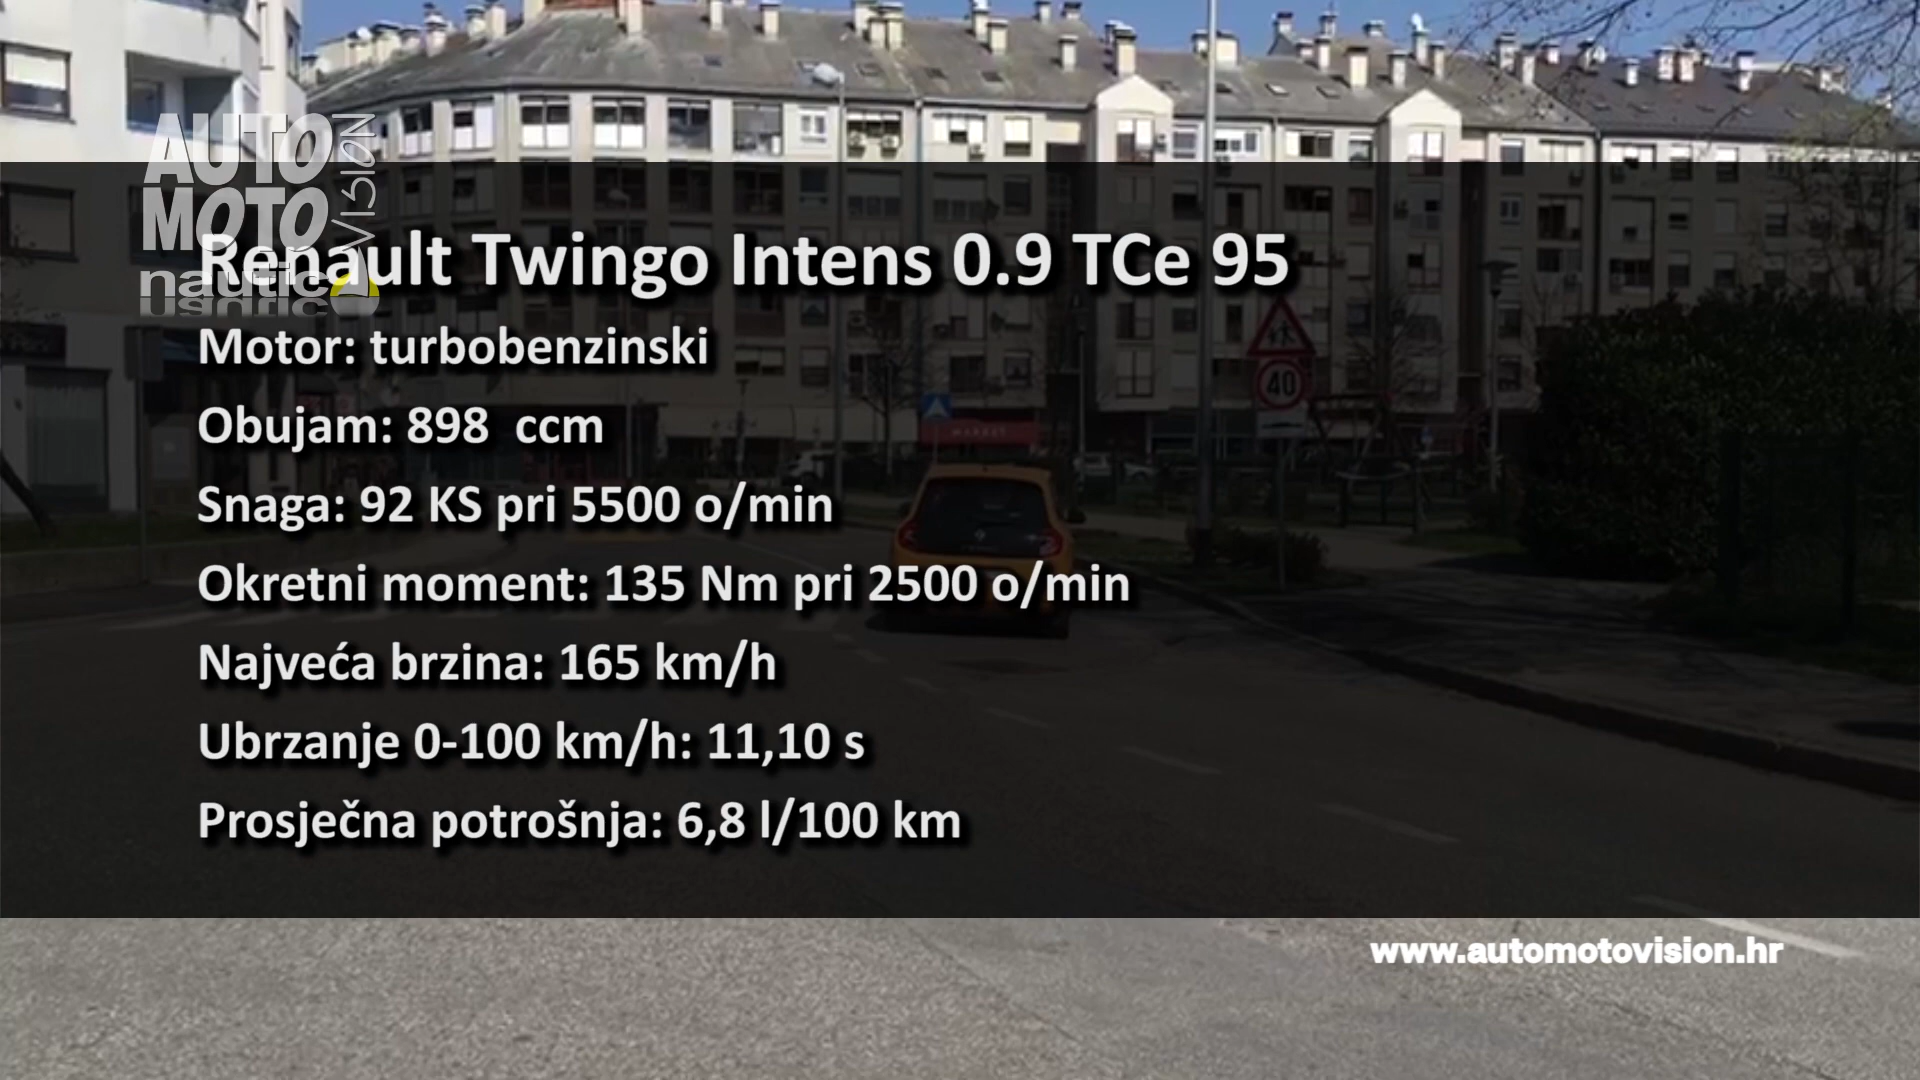 AUTO
MOTO
VISION
nautic
Renault Twingo Intens 0.9 TCe 95
Motor: turbobenzinski
Obujam: 898 ccm
Snaga: 92 KS pri 5500 o/min
Okretni moment: 135 Nm pri 2500 o/min
Najveća brzina: 165 km/h
Ubrzanje 0-100 km/h: 11,10 s
Prosječna potrošnja: 6,8 l/100 km
40
MARKET
www.automotovision.hr